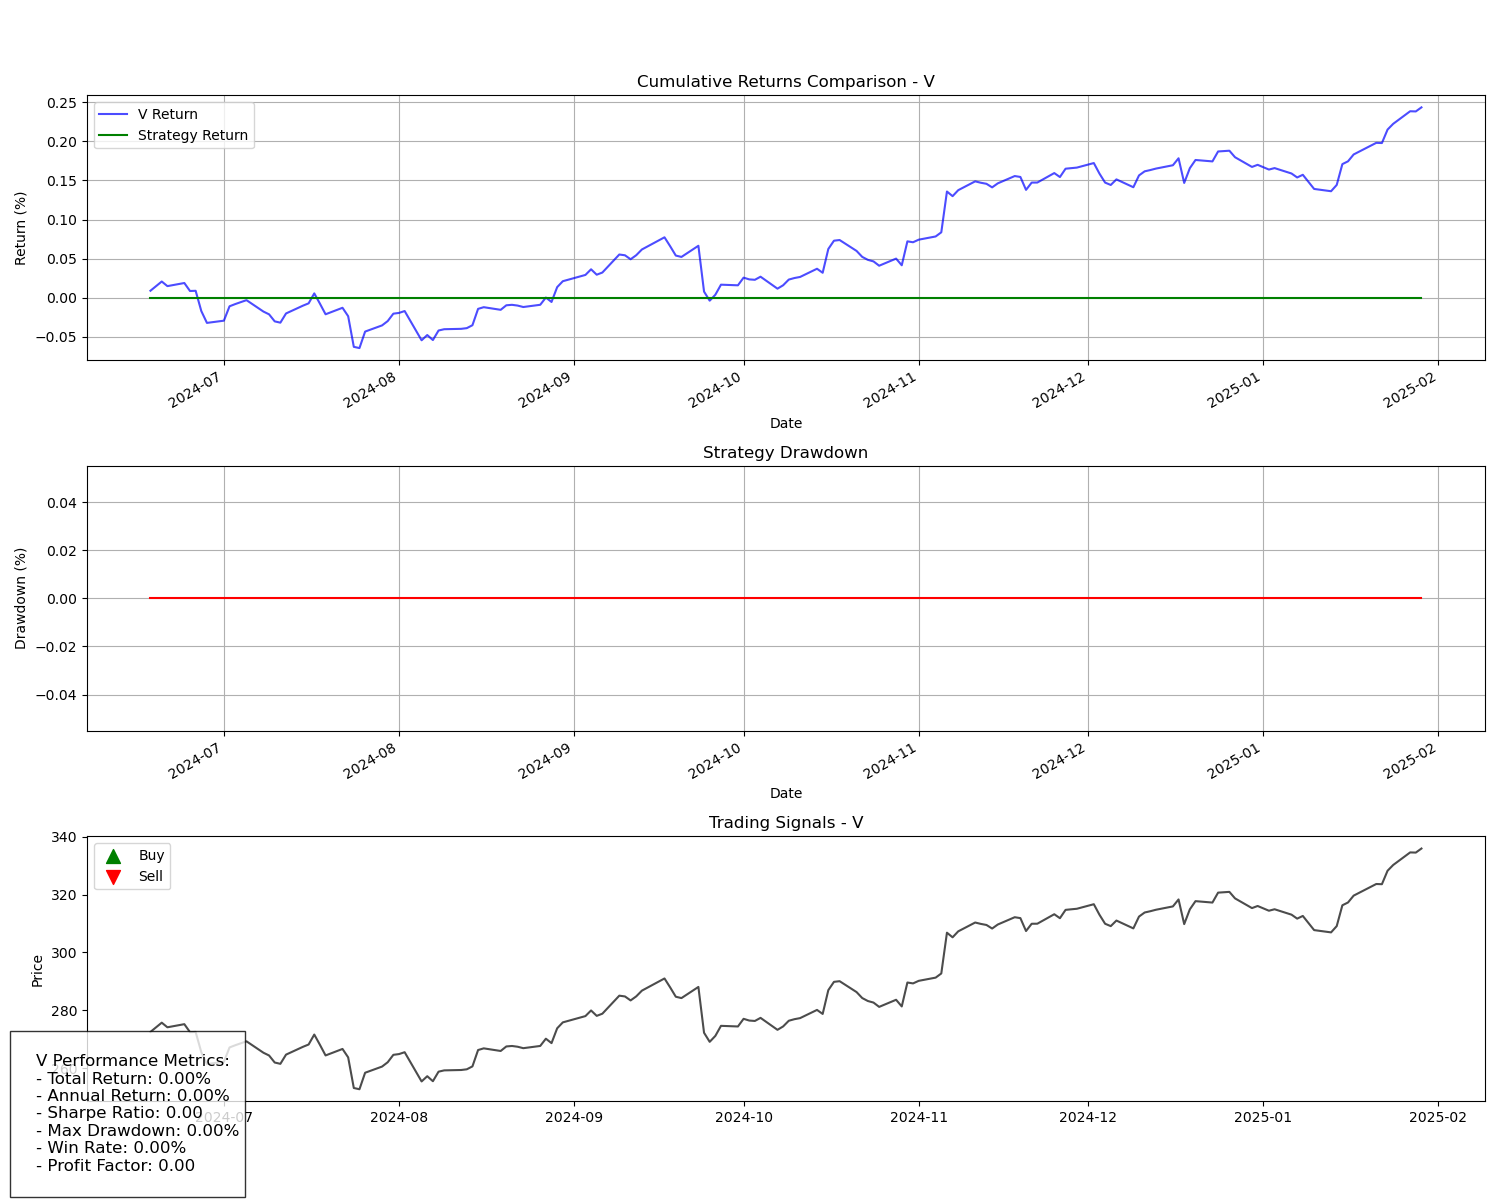 Cumulative Returns Comparison - V
V Return
Strategy Return
Return (%)
0.25
0.20
0.15
0.10
0.05
0.00
−0.05
2024-07 2024-08 2024-09 2024-10 2024-11 2024-12 2025-01 2025-02
Date
Strategy Drawdown
Drawdown (%)
0.04
0.02
0.00
−0.02
−0.04
2024-07 2024-08 2024-09 2024-10 2024-11 2024-12 2025-01 2025-02
Date
Trading Signals - V
Buy
Sell
Price
340
320
300
280
260
2024-07 2024-08 2024-09 2024-10 2024-11 2024-12 2025-01 2025-02
V Performance Metrics:
- Total Return: 0.00%
- Annual Return: 0.00%
- Sharpe Ratio: 0.00
- Max Drawdown: 0.00%
- Win Rate: 0.00%
- Profit Factor: 0.00